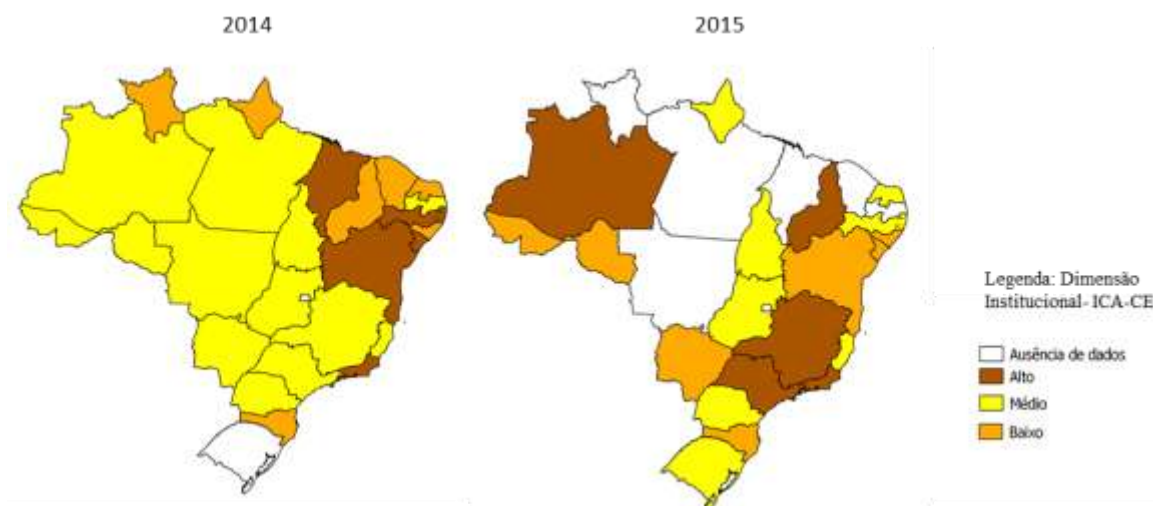 2014
2015
Legenda: Dimensão
Institucional- ICA-CE
Ausência de dados
Alto
Médio
Baixo